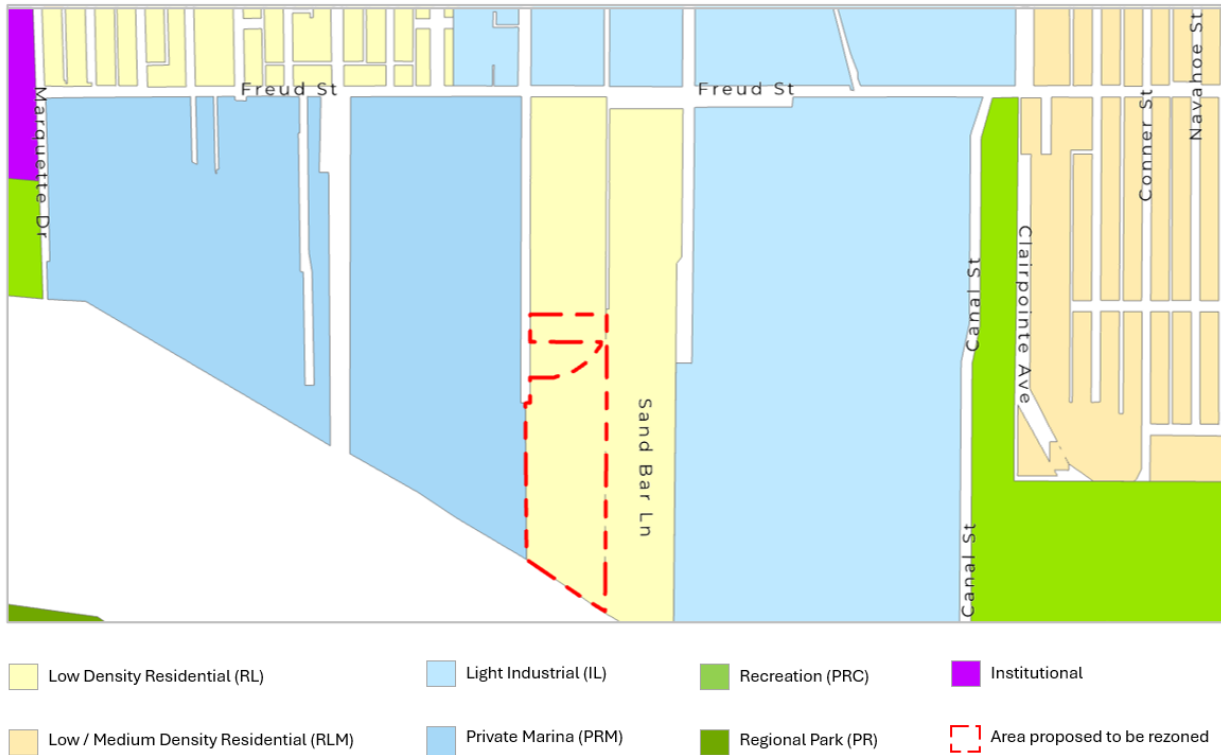 Freud St
Freud St
Marquette Dr
Navahoe St
Conner St
Canal St
Clairpointe Ave
Sand Bar Ln
Canal St
Low Density Residential (RL)
Light Industrial (IL)
Recreation (PRC)
Institutional
Low / Medium Density Residential (RLM)
Private Marina (PRM)
Regional Park (PR)
Area proposed to be rezoned